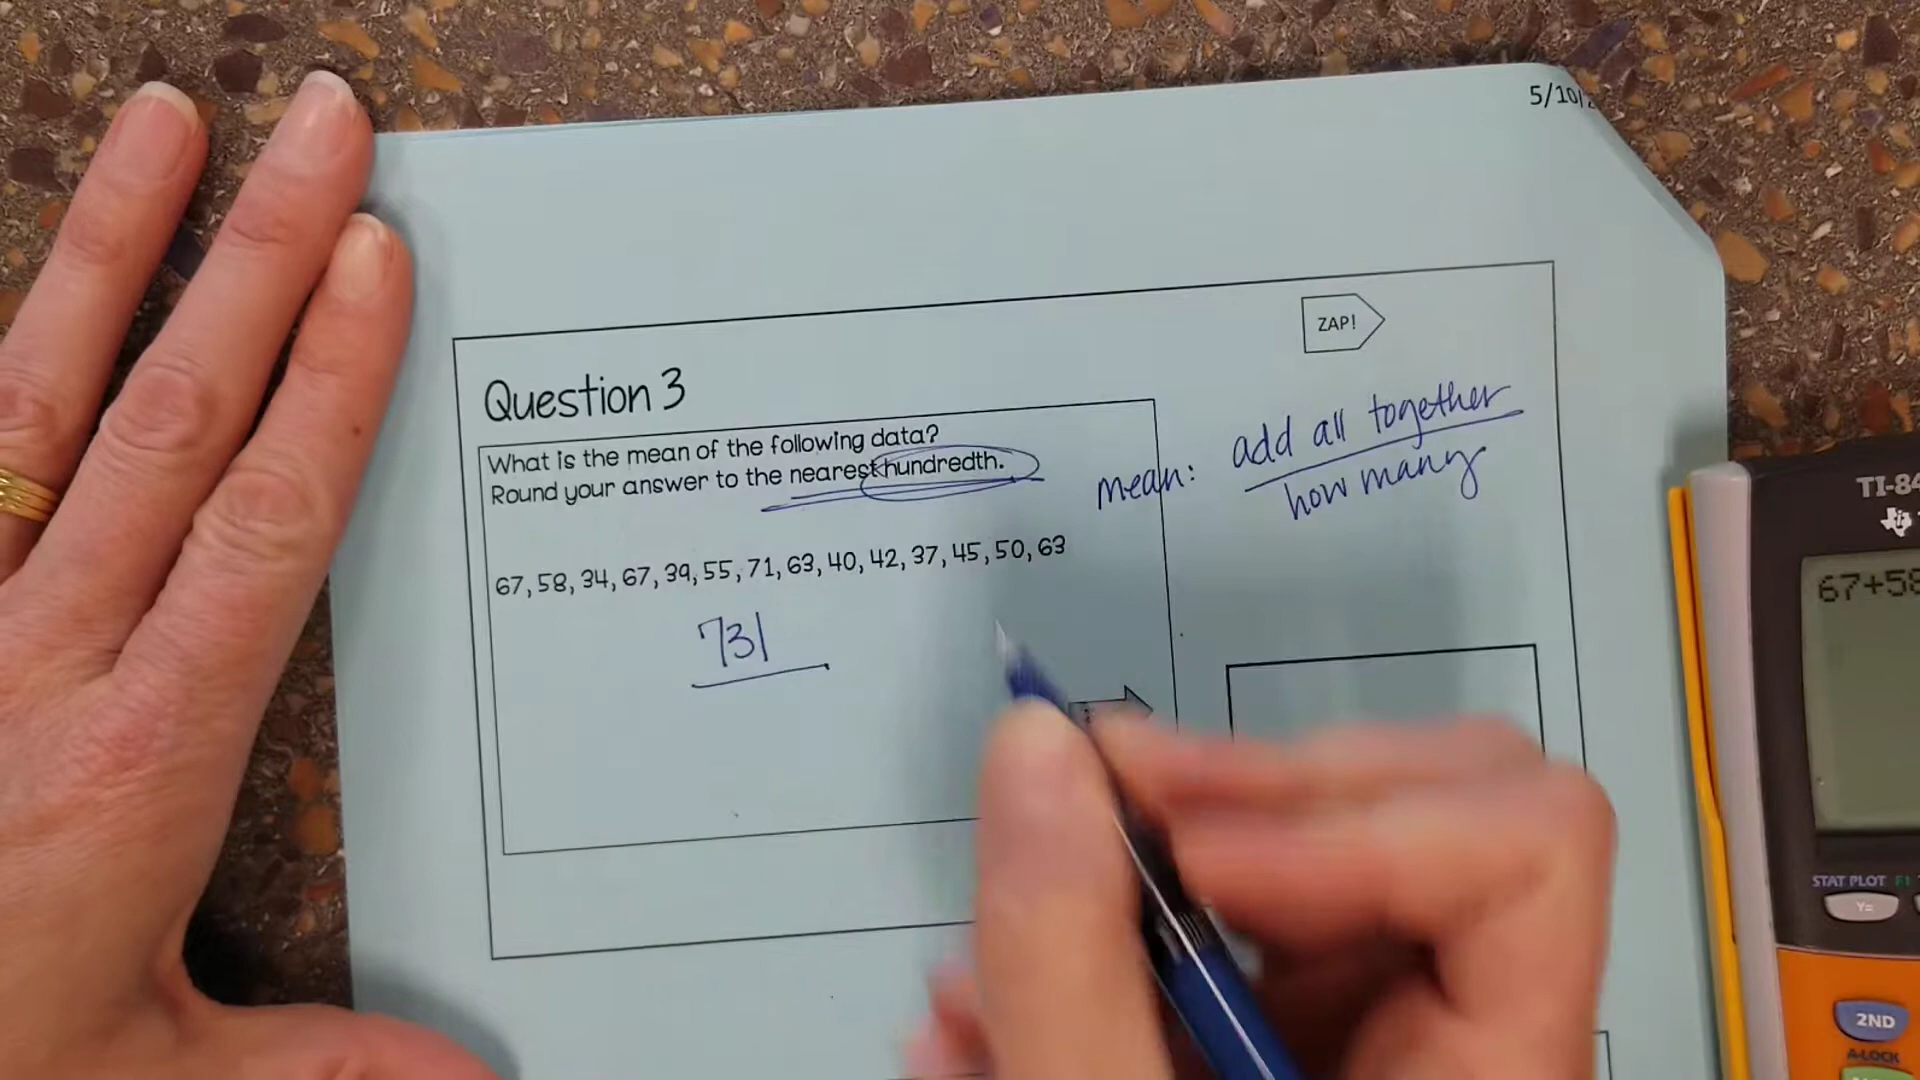 5/10/
ZAP!
Question 3
What is the mean of the following data?
Round your answer to the nearest hundredth.
mean: add all together
how many
67, 58, 34, 67, 39, 55, 71, 63, 40, 42, 37, 45, 50, 63
731
TI-84
67+58
STAT PLOT F1
Y=
2ND
A-LOCK